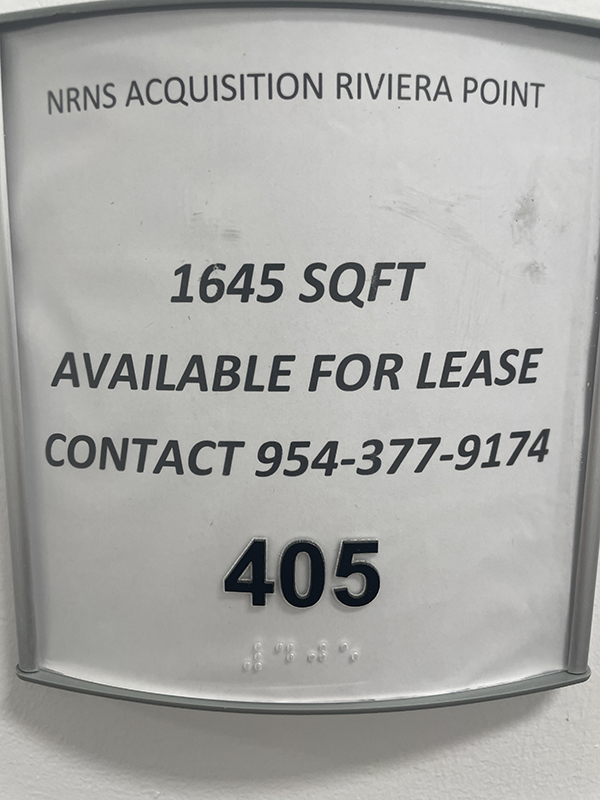 NRNS ACQUISITION RIVIERA POINT
1645 SQFT
AVAILABLE FOR LEASE
CONTACT 954-377-9174
405
⠼⠙⠚⠑